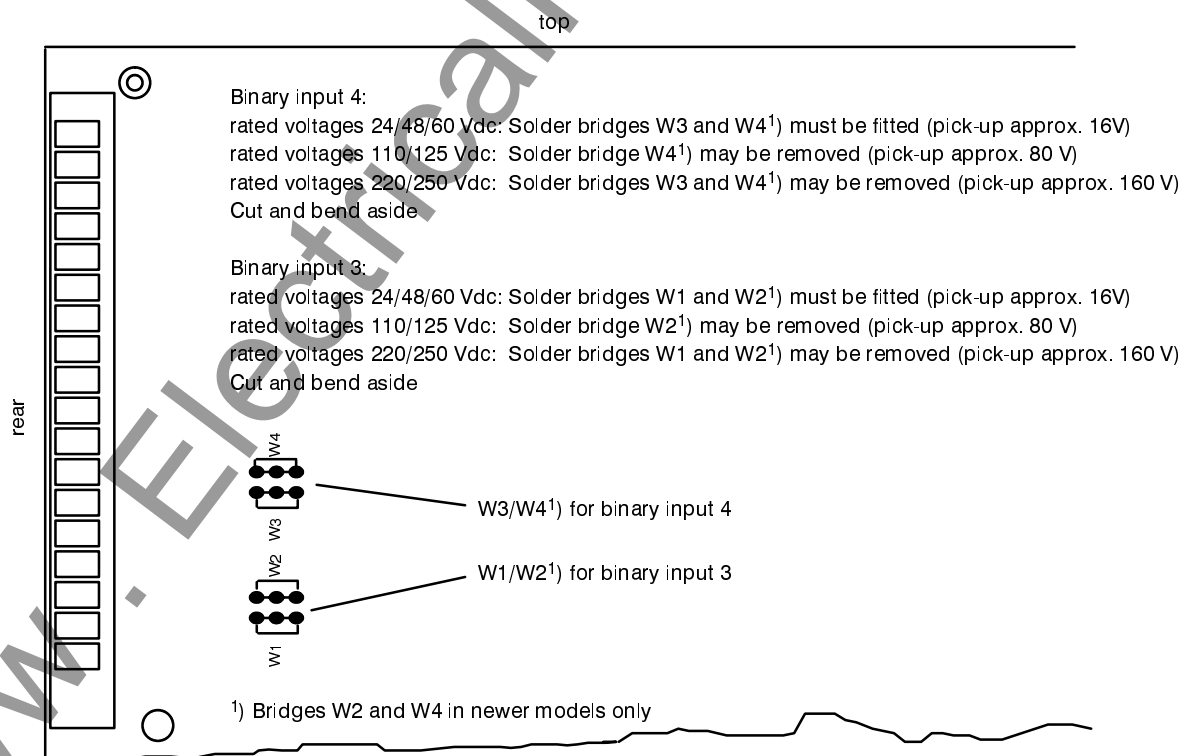 top
Binary input 4:
rated voltages 24/48/60 Vdc: Solder bridges W3 and W4¹) must be fitted (pick-up approx. 16V)
rated voltages 110/125 Vdc: Solder bridge W4¹) may be removed (pick-up approx. 80 V)
rated voltages 220/250 Vdc: Solder bridges W3 and W4¹) may be removed (pick-up approx. 160 V)
Cut and bend aside
Binary input 3:
rated voltages 24/48/60 Vdc: Solder bridges W1 and W2¹) must be fitted (pick-up approx. 16V)
rated voltages 110/125 Vdc: Solder bridge W2¹) may be removed (pick-up approx. 80 V)
rated voltages 220/250 Vdc: Solder bridges W1 and W2¹) may be removed (pick-up approx. 160 V)
Cut and bend aside
rear
W4
W3/W4¹) for binary input 4
W3
W2
W1/W2¹) for binary input 3
W1
¹) Bridges W2 and W4 in newer models only
w . Electrical